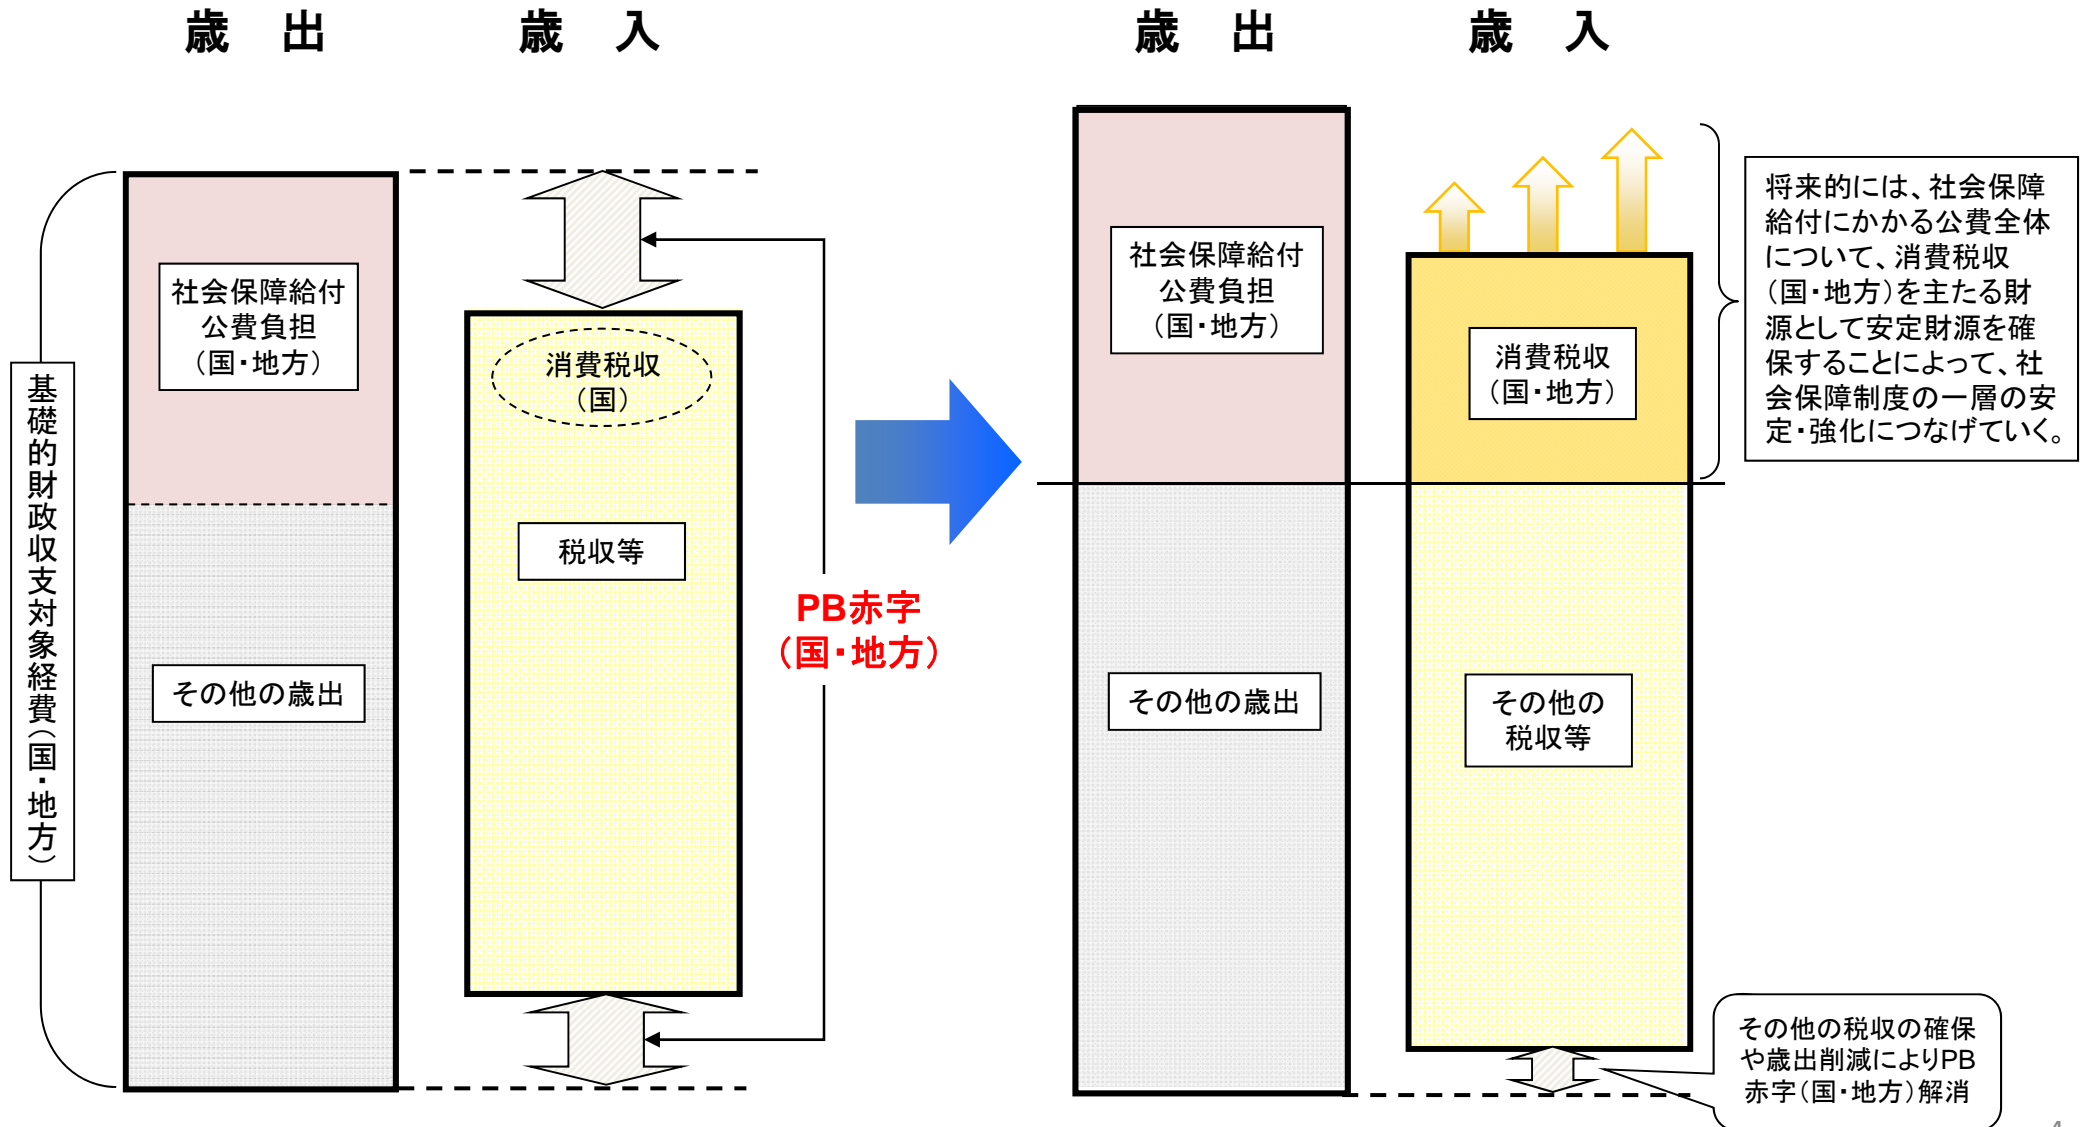 歳出
歳入
歳出
歳入
基礎的財政収支対象経費（国・地方）
社会保障給付
公費負担
（国・地方）
その他の歳出
消費税収
（国）
税収等
PB赤字
（国・地方）
社会保障給付
公費負担
（国・地方）
その他の歳出
消費税収
（国・地方）
その他の
税収等
将来的には、社会保障
給付にかかる公費全体
について、消費税収
（国・地方）を主たる財
源として安定財源を確
保することによって、社
会保障制度の一層の安
定・強化につなげていく。
その他の税収の確保
や歳出削減によりPB
赤字（国・地方）解消